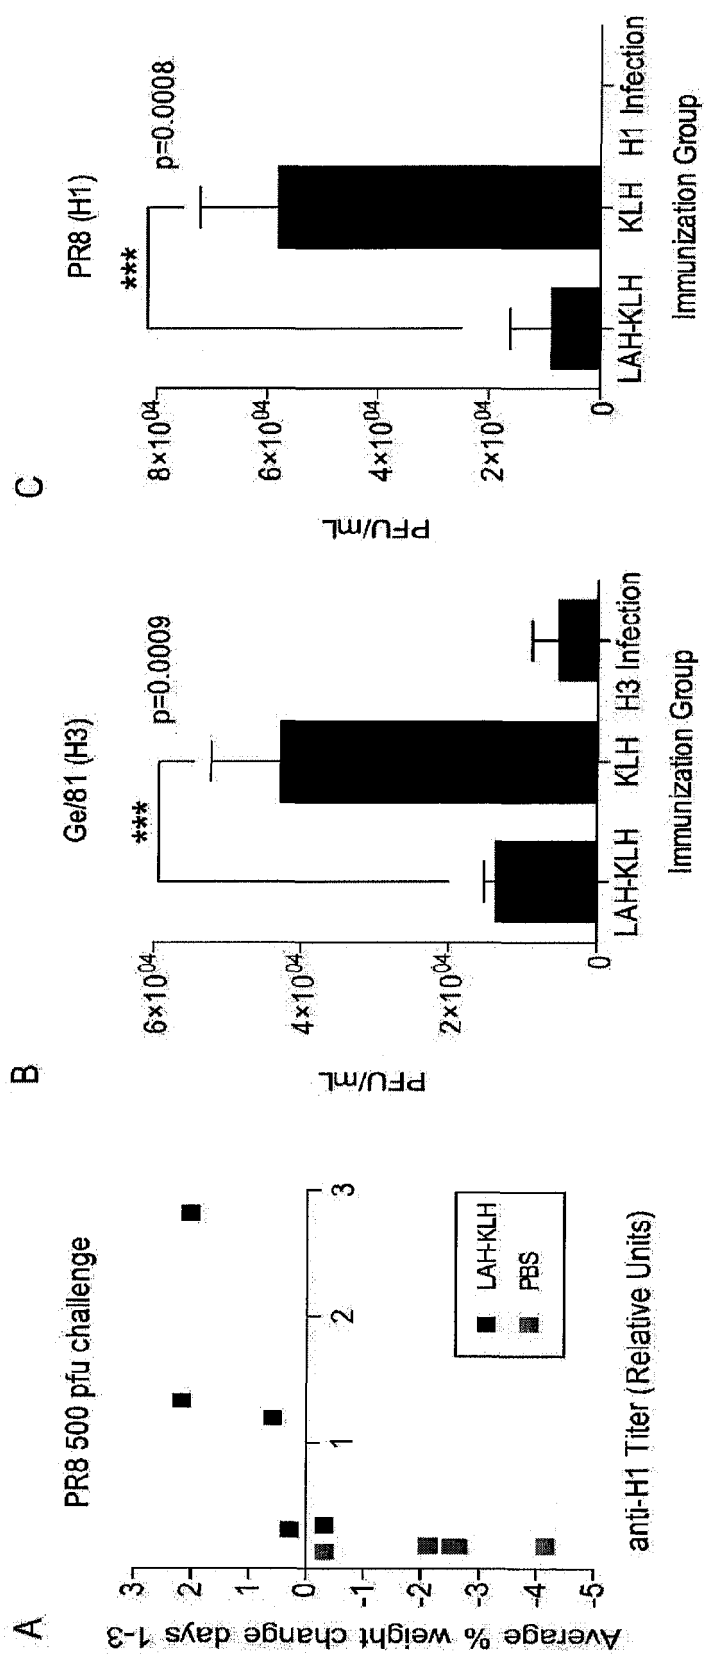 A
PR8 500 pfu challenge
Average % weight change days 1-3
3
2
1
0
-1
-2
-3
-4
-5
1
2
3
LAH-KLH
PBS
anti-H1 Titer (Relative Units)
B
Ge/81 (H3)
p=0.0009
***
PFU/mL
6×10^04
4×10^04
2×10^04
0
LAH-KLH
KLH
H3 Infection
Immunization Group
C
PR8 (H1)
p=0.0008
***
PFU/mL
8×10^04
6×10^04
4×10^04
2×10^04
0
LAH-KLH
KLH
H1 Infection
Immunization Group